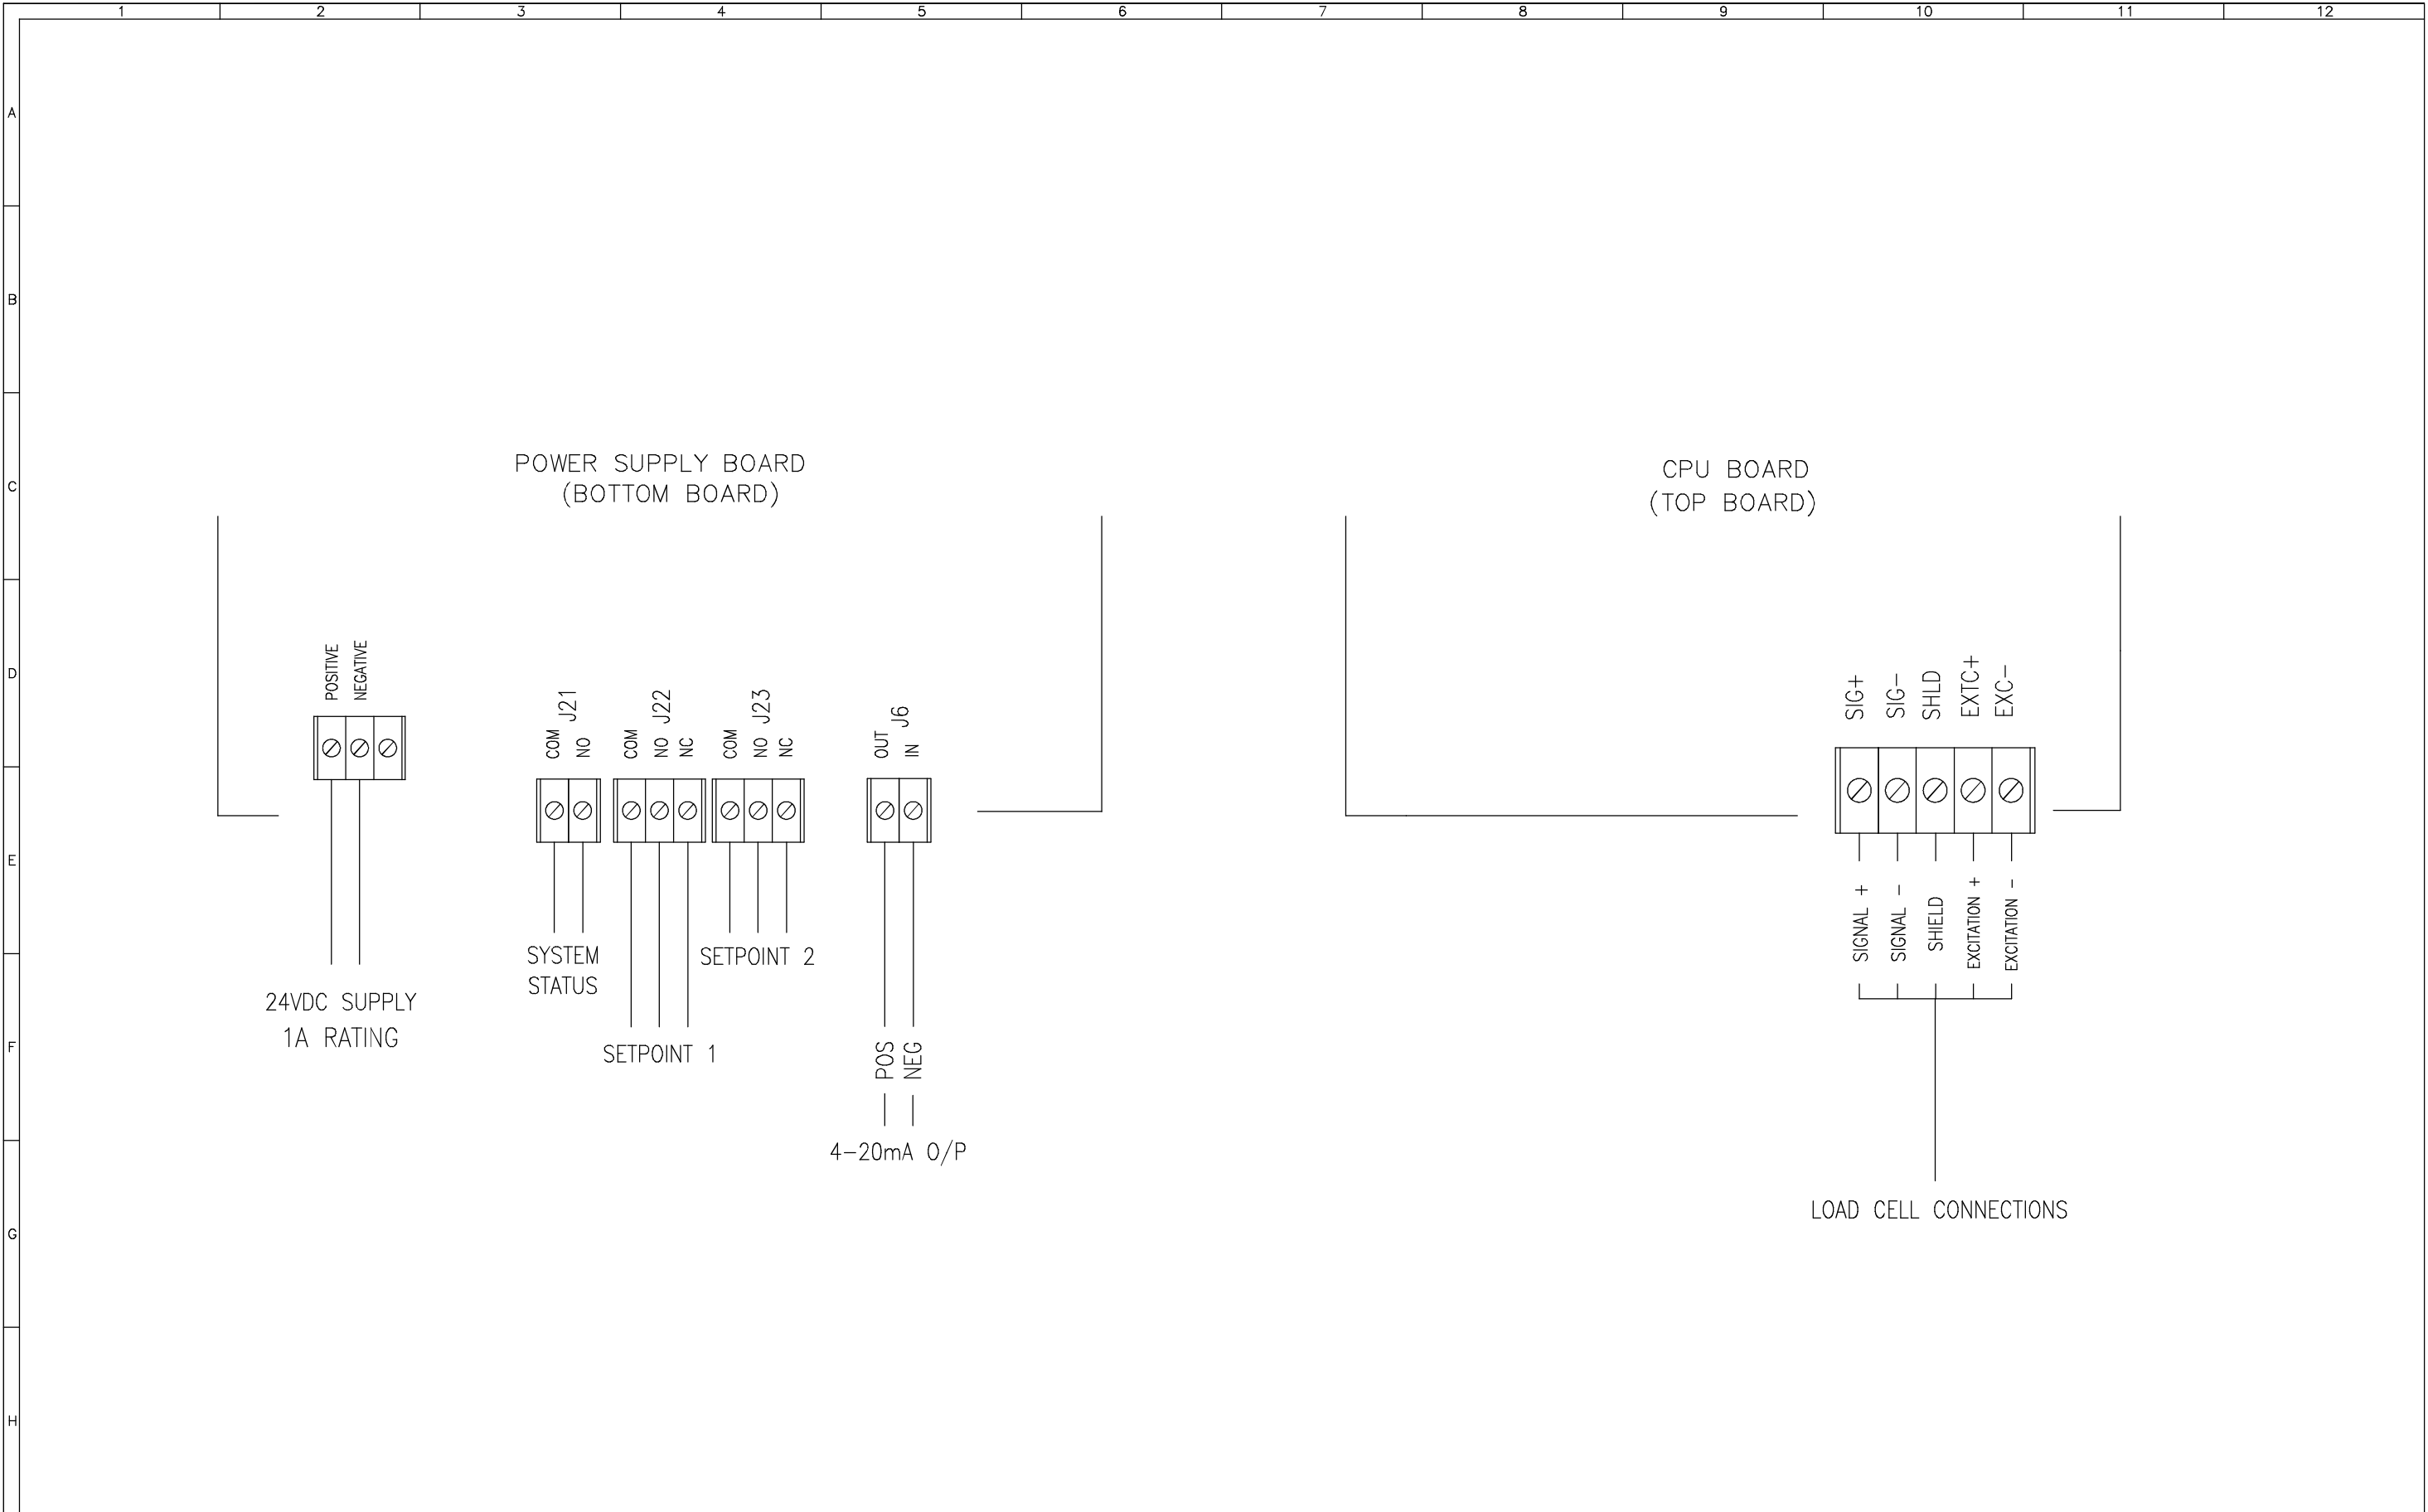 1 2 3 4 5 6 7 8 9 10 11 12
A
B
C
D
E
F
G
H
POWER SUPPLY BOARD
(BOTTOM BOARD)
POSITIVE
NEGATIVE
COM
NO
J21
COM
NO
NC
J22
COM
NO
NC
J23
OUT
IN
J6
24VDC SUPPLY
1A RATING
SYSTEM
STATUS
SETPOINT 1
SETPOINT 2
POS
NEG
4-20mA O/P
CPU BOARD
(TOP BOARD)
SIG+
SIG-
SHLD
EXTC+
EXC-
SIGNAL +
SIGNAL -
SHIELD
EXCITATION +
EXCITATION -
LOAD CELL CONNECTIONS